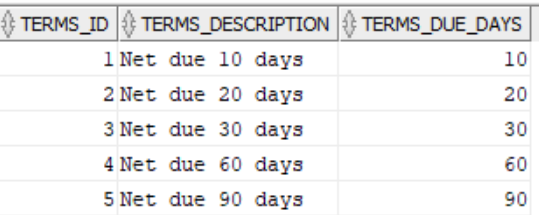 TERMS_ID TERMS_DESCRIPTION TERMS_DUE_DAYS
1 Net due 10 days 10
2 Net due 20 days 20
3 Net due 30 days 30
4 Net due 60 days 60
5 Net due 90 days 90